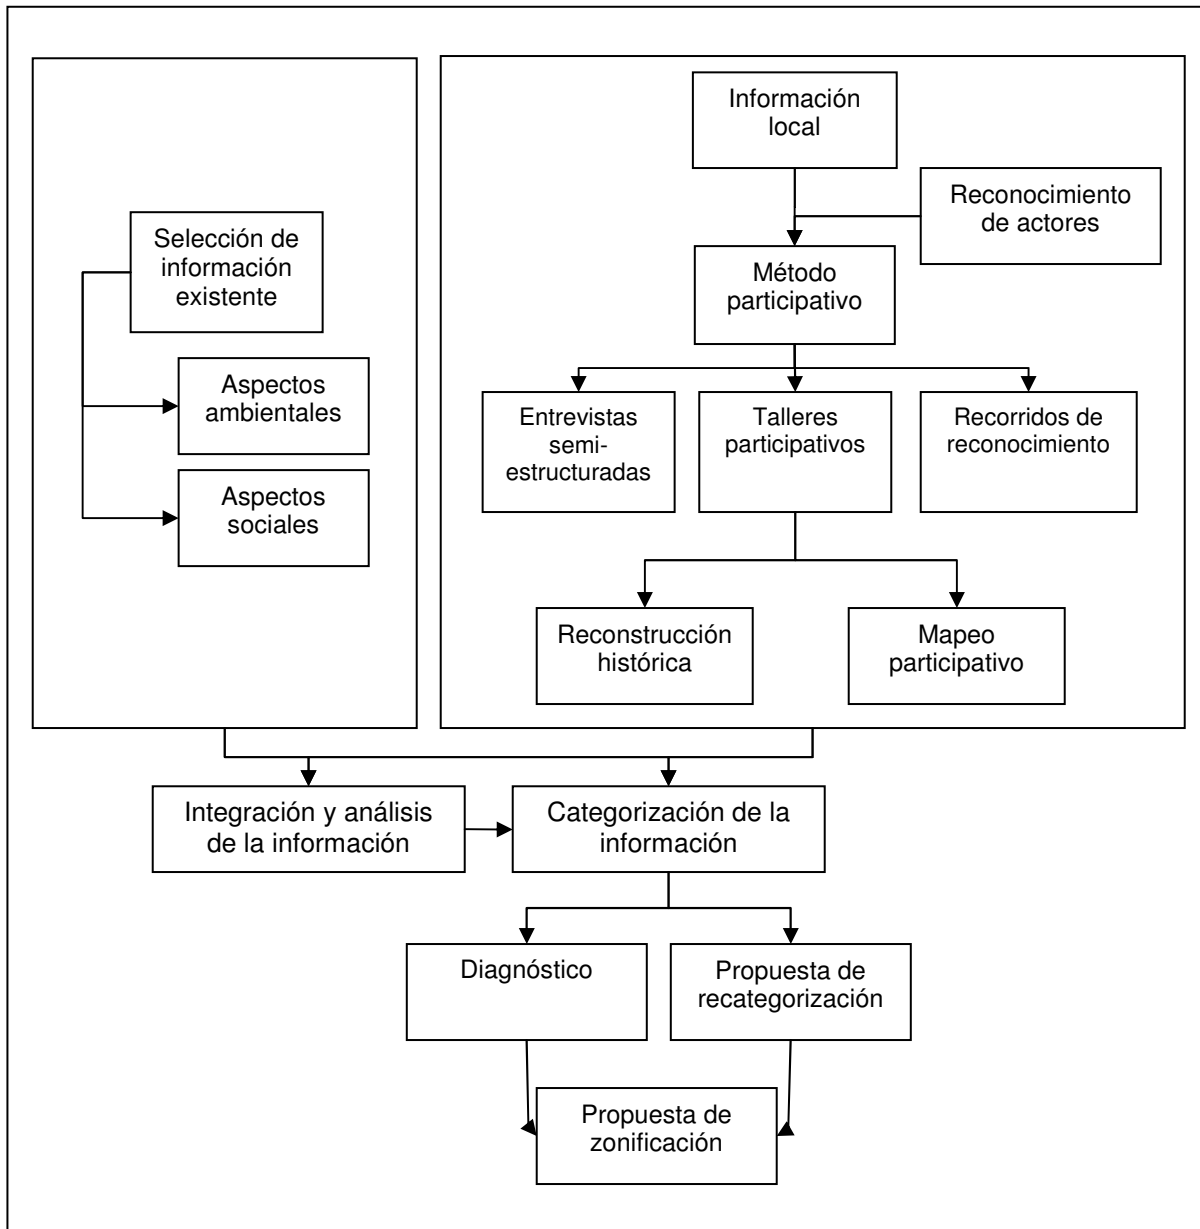 Selección de
información
existente
Aspectos
ambientales
Aspectos
sociales
Información
local
Reconocimiento
de actores
Método
participativo
Entrevistas
semi-
estructuradas
Talleres
participativos
Recorridos de
reconocimiento
Reconstrucción
histórica
Mapeo
participativo
Integración y análisis
de la información
Categorización de la
información
Diagnóstico
Propuesta de
recategorización
Propuesta de
zonificación